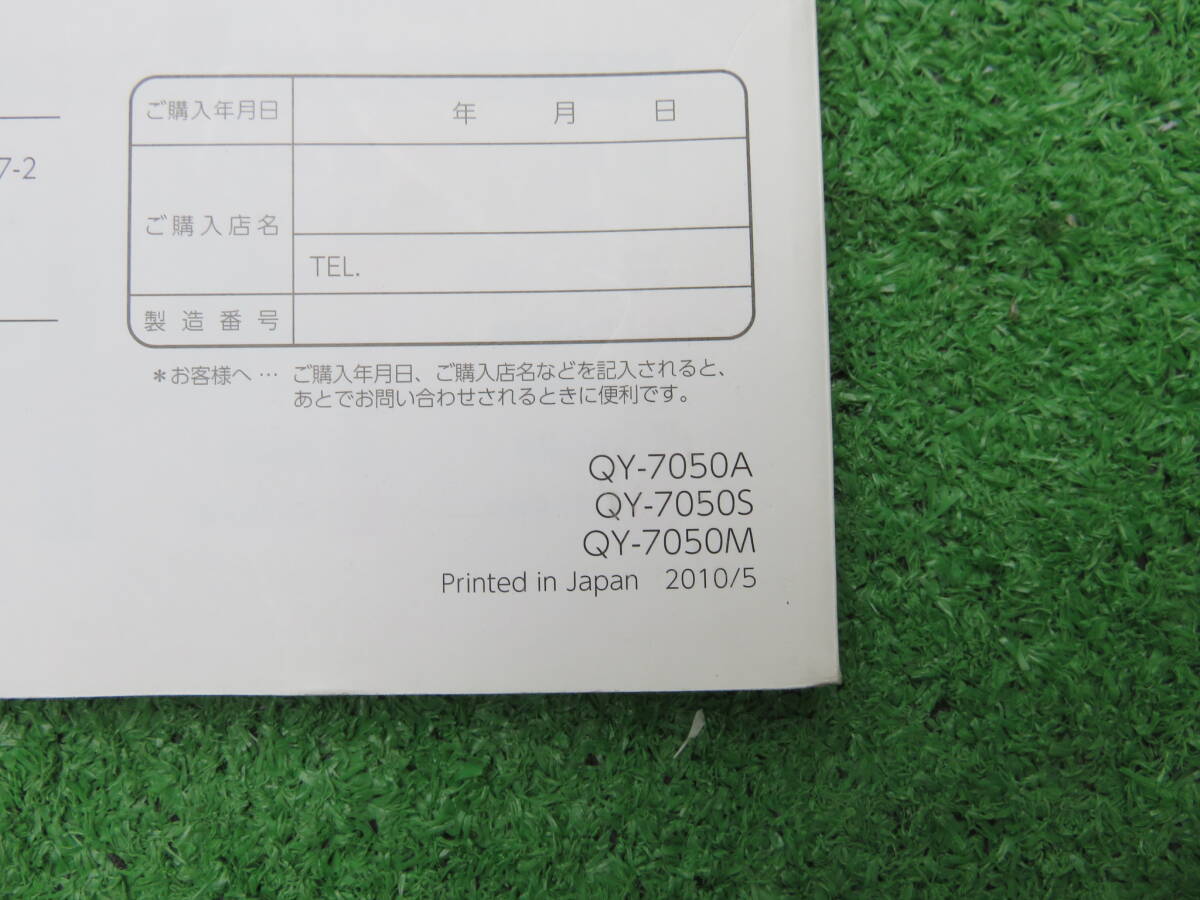 ご購入年月日 年 月 日
7-2
ご購入店名
TEL.
製造番号
＊お客様へ … ご購入年月日、ご購入店名などを記入されると、
あとでお問い合わせされるときに便利です。
QY-7050A
QY-7050S
QY-7050M
Printed in Japan 2010/5